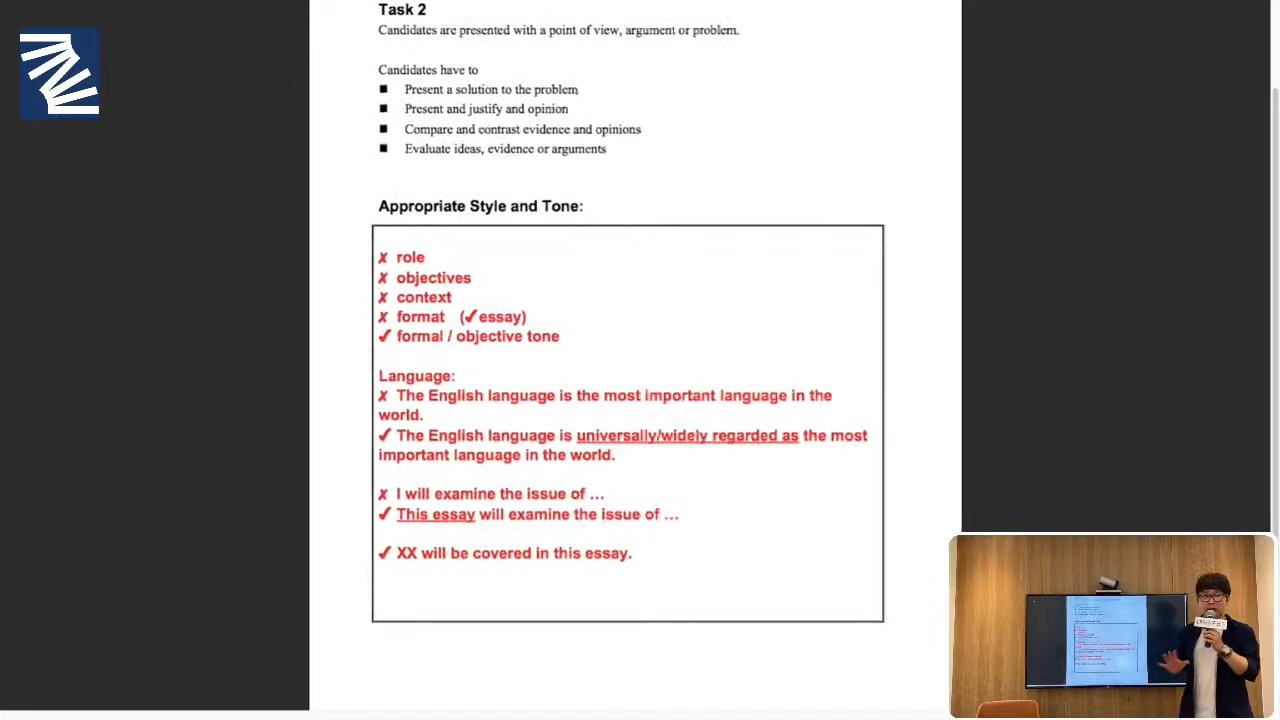 Task 2
Candidates are presented with a point of view, argument or problem.
Candidates have to
■ Present a solution to the problem
■ Present and justify and opinion
■ Compare and contrast evidence and opinions
■ Evaluate ideas, evidence or arguments
Appropriate Style and Tone:
✗ role
✗ objectives
✗ context
✗ format (✓essay)
✓ formal / objective tone
Language:
✗ The English language is the most important language in the
world.
✓ The English language is universally/widely regarded as the most
important language in the world.
✗ I will examine the issue of ...
✓ This essay will examine the issue of ...
✓ XX will be covered in this essay.